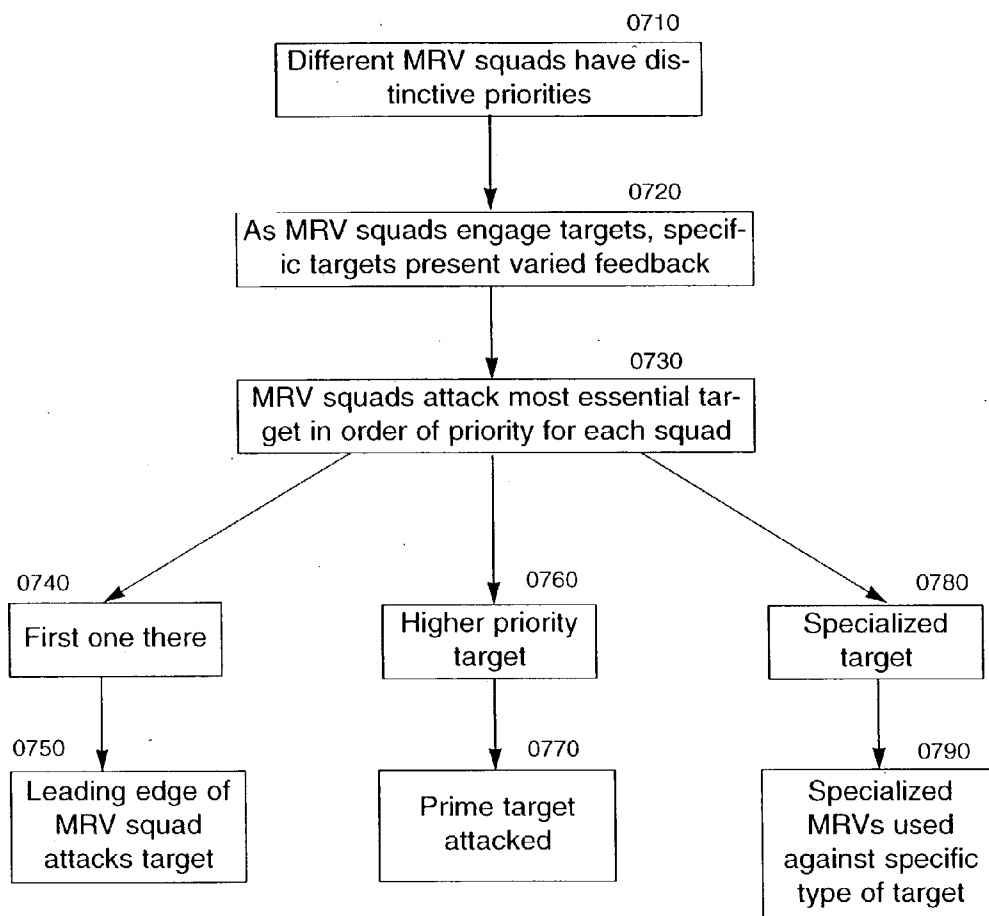 0710
Different MRV squads have dis-
tinctive priorities
0720
As MRV squads engage targets, specif-
ic targets present varied feedback
0730
MRV squads attack most essential tar-
get in order of priority for each squad
0740
First one there
0750
Leading edge of
MRV squad
attacks target
0760
Higher priority
target
0770
Prime target
attacked
0780
Specialized
target
0790
Specialized
MRVs used
against specific
type of target